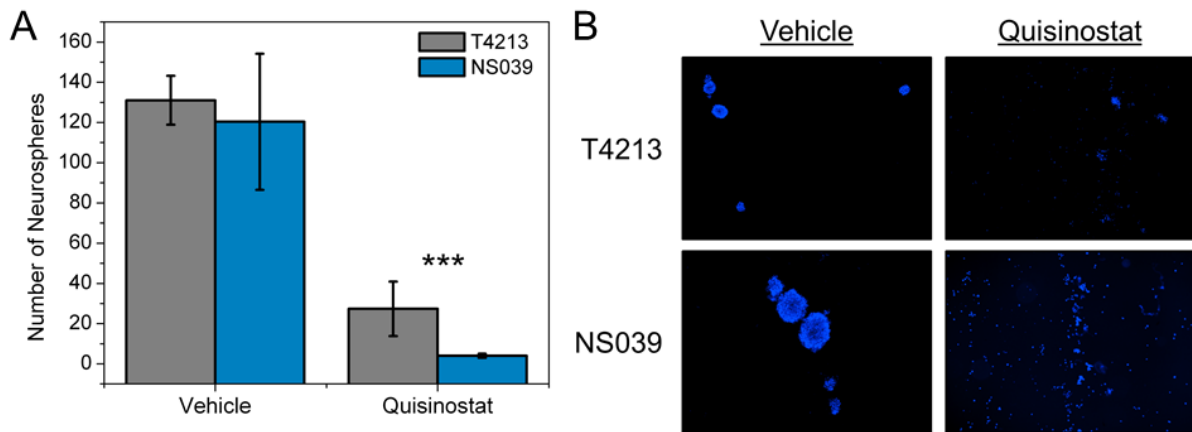 A
Number of Neurospheres
160
140
120
100
80
60
40
20
0
T4213
NS039
***
Vehicle
Quisinostat
B
Vehicle
Quisinostat
T4213
NS039